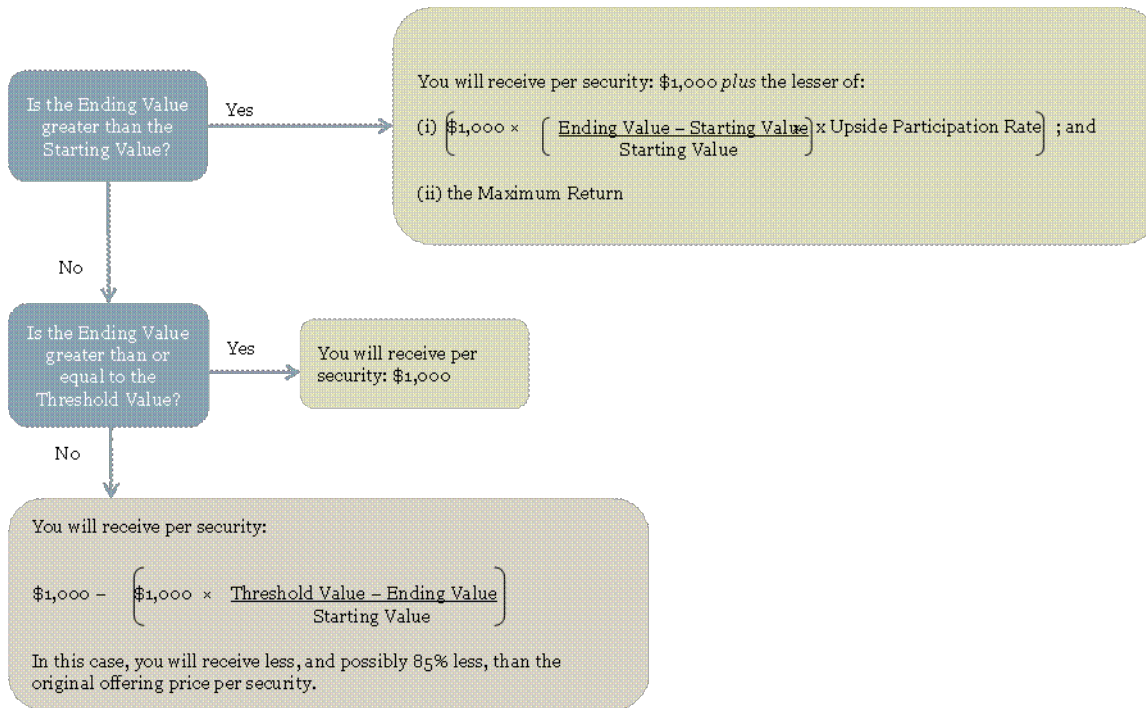 Is the Ending Value
greater than the
Starting Value?
Yes
You will receive per security: $1,000 plus the lesser of:
(i) $1,000 × Ending Value – Starting Value x Upside Participation Rate ; and
Starting Value
(ii) the Maximum Return
No
Is the Ending Value
greater than or
equal to the
Threshold Value?
Yes
You will receive per
security: $1,000
No
You will receive per security:
$1,000 – $1,000 × Threshold Value – Ending Value
Starting Value
In this case, you will receive less, and possibly 85% less, than the
original offering price per security.